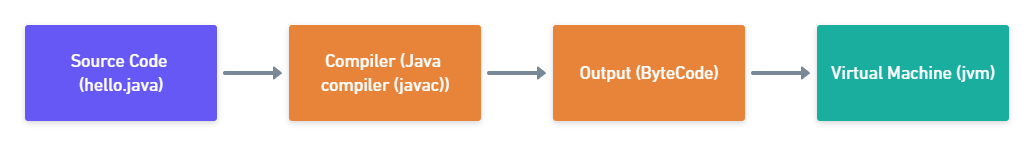 Source Code
(hello.java)
Compiler (Java
compiler (javac))
Output (ByteCode)
Virtual Machine (jvm)